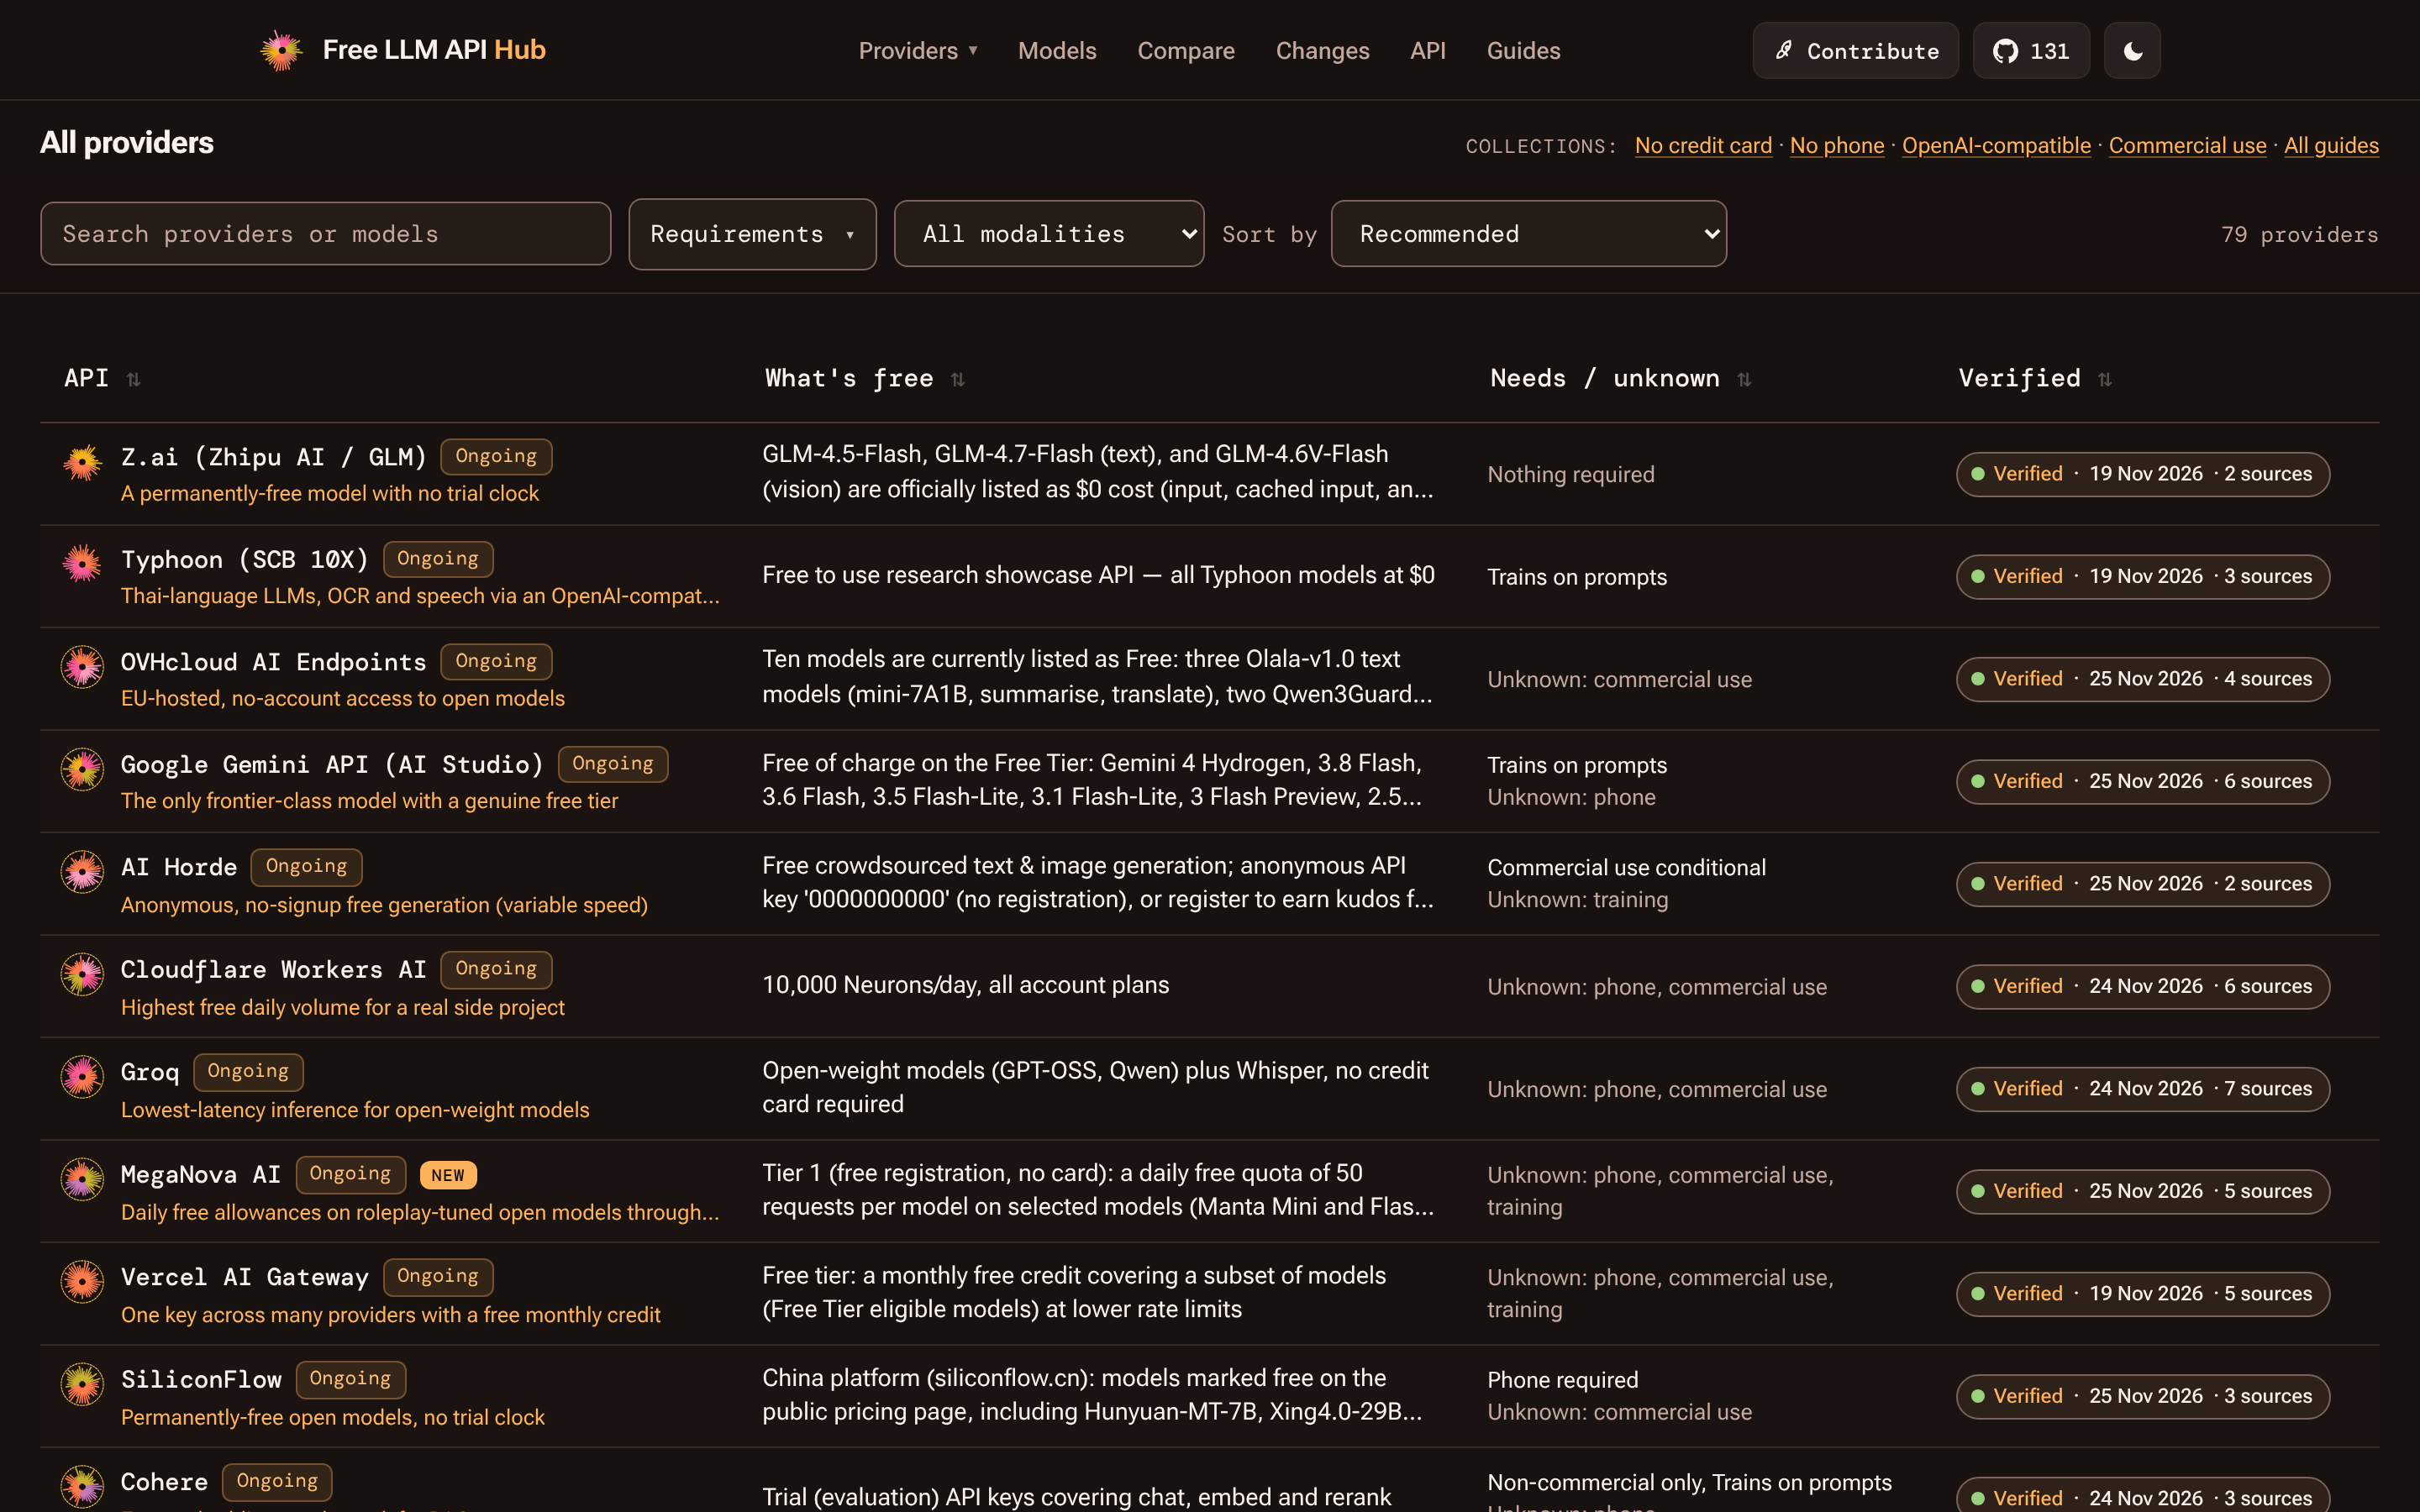 Free LLM API Hub
Providers ▾ Models Compare Changes API Guides
Contribute 131
All providers
COLLECTIONS: No credit card · No phone · OpenAI-compatible · Commercial use · All guides
Search providers or models Requirements ▾ All modalities Sort by Recommended 79 providers
API ⇅ What's free ⇅ Needs / unknown ⇅ Verified ⇅
Z.ai (Zhipu AI / GLM) Ongoing
A permanently-free model with no trial clock
GLM-4.5-Flash, GLM-4.7-Flash (text), and GLM-4.6V-Flash
(vision) are officially listed as $0 cost (input, cached input, an...
Nothing required
Verified · 19 Nov 2026 · 2 sources
Typhoon (SCB 10X) Ongoing
Thai-language LLMs, OCR and speech via an OpenAI-compat...
Free to use research showcase API — all Typhoon models at $0
Trains on prompts
Verified · 19 Nov 2026 · 3 sources
OVHcloud AI Endpoints Ongoing
EU-hosted, no-account access to open models
Ten models are currently listed as Free: three Olala-v1.0 text
models (mini-7A1B, summarise, translate), two Qwen3Guard...
Unknown: commercial use
Verified · 25 Nov 2026 · 4 sources
Google Gemini API (AI Studio) Ongoing
The only frontier-class model with a genuine free tier
Free of charge on the Free Tier: Gemini 4 Hydrogen, 3.8 Flash,
3.6 Flash, 3.5 Flash-Lite, 3.1 Flash-Lite, 3 Flash Preview, 2.5...
Trains on prompts
Unknown: phone
Verified · 25 Nov 2026 · 6 sources
AI Horde Ongoing
Anonymous, no-signup free generation (variable speed)
Free crowdsourced text & image generation; anonymous API
key '0000000000' (no registration), or register to earn kudos f...
Commercial use conditional
Unknown: training
Verified · 25 Nov 2026 · 2 sources
Cloudflare Workers AI Ongoing
Highest free daily volume for a real side project
10,000 Neurons/day, all account plans
Unknown: phone, commercial use
Verified · 24 Nov 2026 · 6 sources
Groq Ongoing
Lowest-latency inference for open-weight models
Open-weight models (GPT-OSS, Qwen) plus Whisper, no credit
card required
Unknown: phone, commercial use
Verified · 24 Nov 2026 · 7 sources
MegaNova AI Ongoing NEW
Daily free allowances on roleplay-tuned open models through...
Tier 1 (free registration, no card): a daily free quota of 50
requests per model on selected models (Manta Mini and Flas...
Unknown: phone, commercial use,
training
Verified · 25 Nov 2026 · 5 sources
Vercel AI Gateway Ongoing
One key across many providers with a free monthly credit
Free tier: a monthly free credit covering a subset of models
(Free Tier eligible models) at lower rate limits
Unknown: phone, commercial use,
training
Verified · 19 Nov 2026 · 5 sources
SiliconFlow Ongoing
Permanently-free open models, no trial clock
China platform (siliconflow.cn): models marked free on the
public pricing page, including Hunyuan-MT-7B, Xing4.0-29B...
Phone required
Unknown: commercial use
Verified · 25 Nov 2026 · 3 sources
Cohere Ongoing
Trial (evaluation) API keys covering chat, embed and rerank
Non-commercial only, Trains on prompts
Verified · 24 Nov 2026 · 3 sources